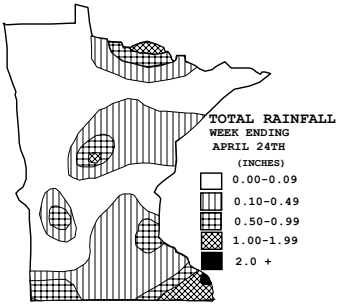 TOTAL RAINFALL
WEEK ENDING
APRIL 24TH
(INCHES)
0.00-0.09
0.10-0.49
0.50-0.99
1.00-1.99
2.0 +